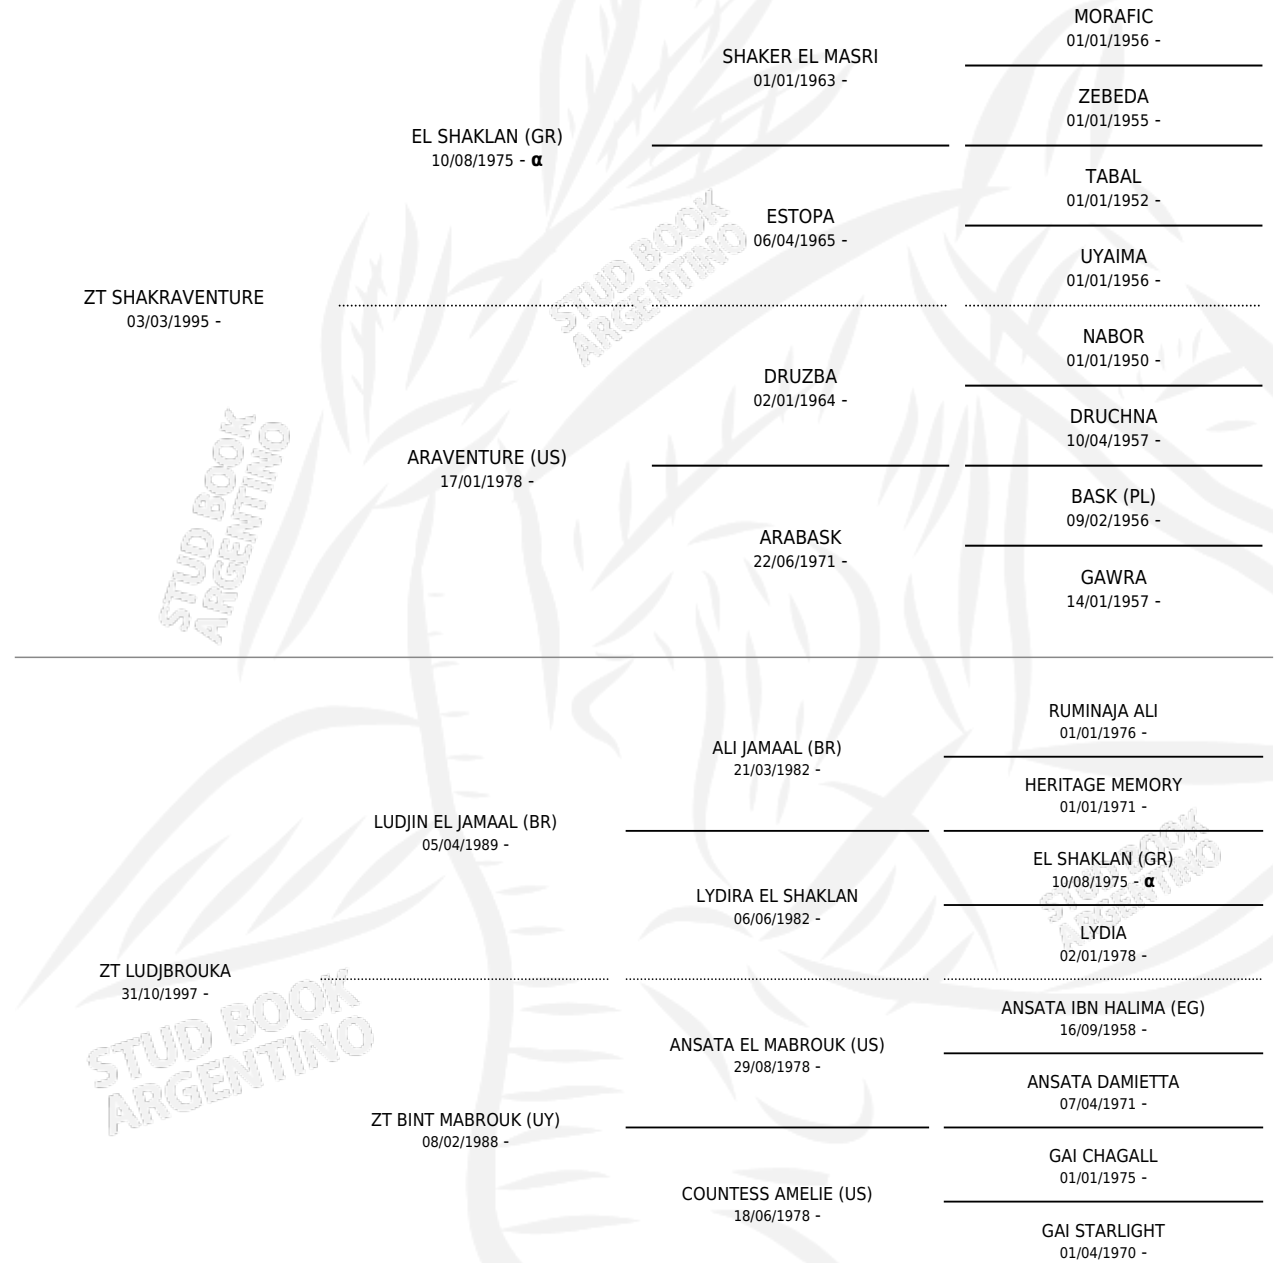 MORAFIC
01/01/1956 -
SHAKER EL MASRI
01/01/1963 -
ZEBEDA
01/01/1955 -
EL SHAKLAN (GR)
10/08/1975 - α
TABAL
01/01/1952 -
ESTOPA
06/04/1965 -
UYAIMA
01/01/1956 -
ZT SHAKRAVENTURE
03/03/1995 -
NABOR
01/01/1950 -
DRUZBA
02/01/1964 -
DRUCHNA
10/04/1957 -
ARAVENTURE (US)
17/01/1978 -
BASK (PL)
09/02/1956 -
ARABASK
22/06/1971 -
GAWRA
14/01/1957 -
STUD BOOK
ARGENTINO
STUD BOOK
ARGENTINO
RUMINAJA ALI
01/01/1976 -
ALI JAMAAL (BR)
21/03/1982 -
HERITAGE MEMORY
01/01/1971 -
LUDJIN EL JAMAAL (BR)
05/04/1989 -
EL SHAKLAN (GR)
10/08/1975 - α
LYDIRA EL SHAKLAN
06/06/1982 -
LYDIA
02/01/1978 -
ZT LUDJBROUKA
31/10/1997 -
ANSATA IBN HALIMA (EG)
16/09/1958 -
ANSATA EL MABROUK (US)
29/08/1978 -
ANSATA DAMIETTA
07/04/1971 -
ZT BINT MABROUK (UY)
08/02/1988 -
GAI CHAGALL
01/01/1975 -
COUNTESS AMELIE (US)
18/06/1978 -
GAI STARLIGHT
01/04/1970 -
STUD BOOK
ARGENTINO
STUD BOOK
ARGENTINO